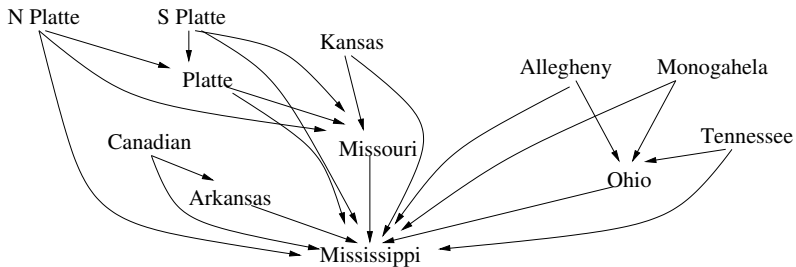 N Platte
S Platte
Kansas
Allegheny
Monogahela
Platte
Tennessee
Canadian
Missouri
Ohio
Arkansas
Mississippi